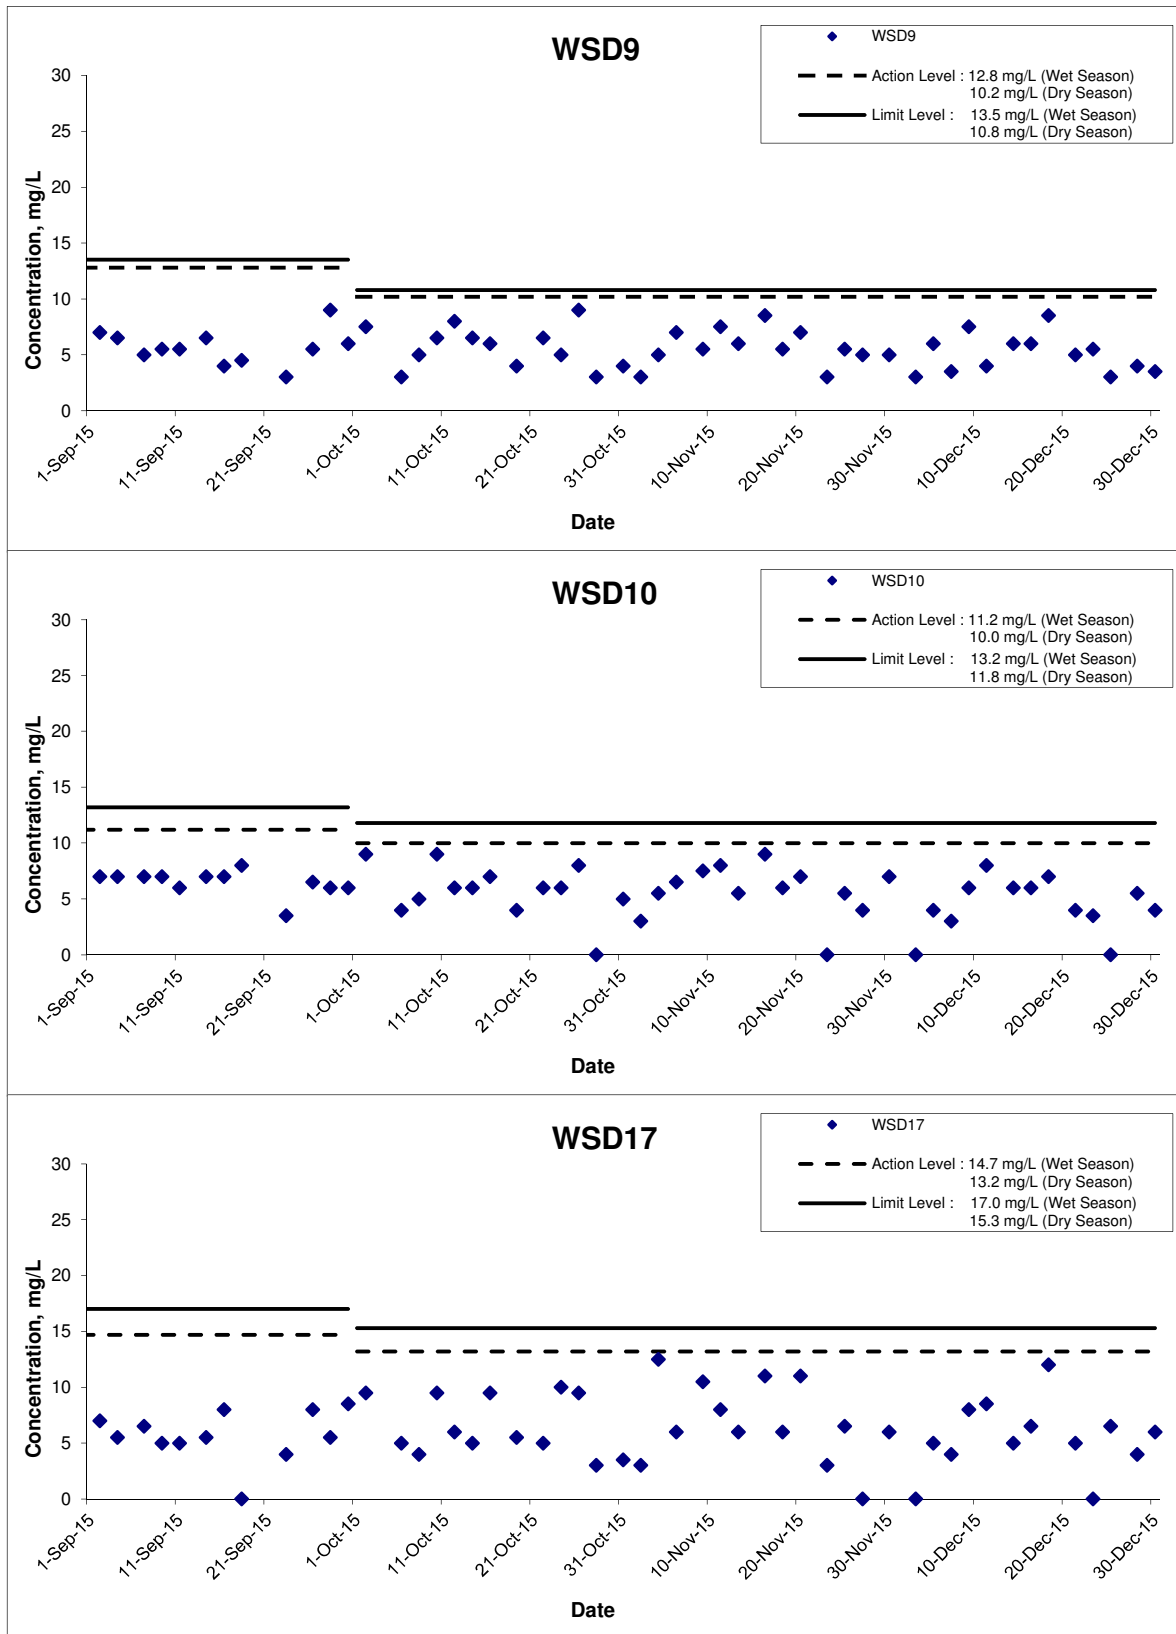 WSD9
WSD9
Action Level : 12.8 mg/L (Wet Season)
10.2 mg/L (Dry Season)
Limit Level : 13.5 mg/L (Wet Season)
10.8 mg/L (Dry Season)
Concentration, mg/L
30
25
20
15
10
5
0
1-Sep-15
11-Sep-15
21-Sep-15
1-Oct-15
11-Oct-15
21-Oct-15
31-Oct-15
10-Nov-15
20-Nov-15
30-Nov-15
10-Dec-15
20-Dec-15
30-Dec-15
Date
WSD10
WSD10
Action Level : 11.2 mg/L (Wet Season)
10.0 mg/L (Dry Season)
Limit Level : 13.2 mg/L (Wet Season)
11.8 mg/L (Dry Season)
Concentration, mg/L
30
25
20
15
10
5
0
1-Sep-15
11-Sep-15
21-Sep-15
1-Oct-15
11-Oct-15
21-Oct-15
31-Oct-15
10-Nov-15
20-Nov-15
30-Nov-15
10-Dec-15
20-Dec-15
30-Dec-15
Date
WSD17
WSD17
Action Level : 14.7 mg/L (Wet Season)
13.2 mg/L (Dry Season)
Limit Level : 17.0 mg/L (Wet Season)
15.3 mg/L (Dry Season)
Concentration, mg/L
30
25
20
15
10
5
0
1-Sep-15
11-Sep-15
21-Sep-15
1-Oct-15
11-Oct-15
21-Oct-15
31-Oct-15
10-Nov-15
20-Nov-15
30-Nov-15
10-Dec-15
20-Dec-15
30-Dec-15
Date